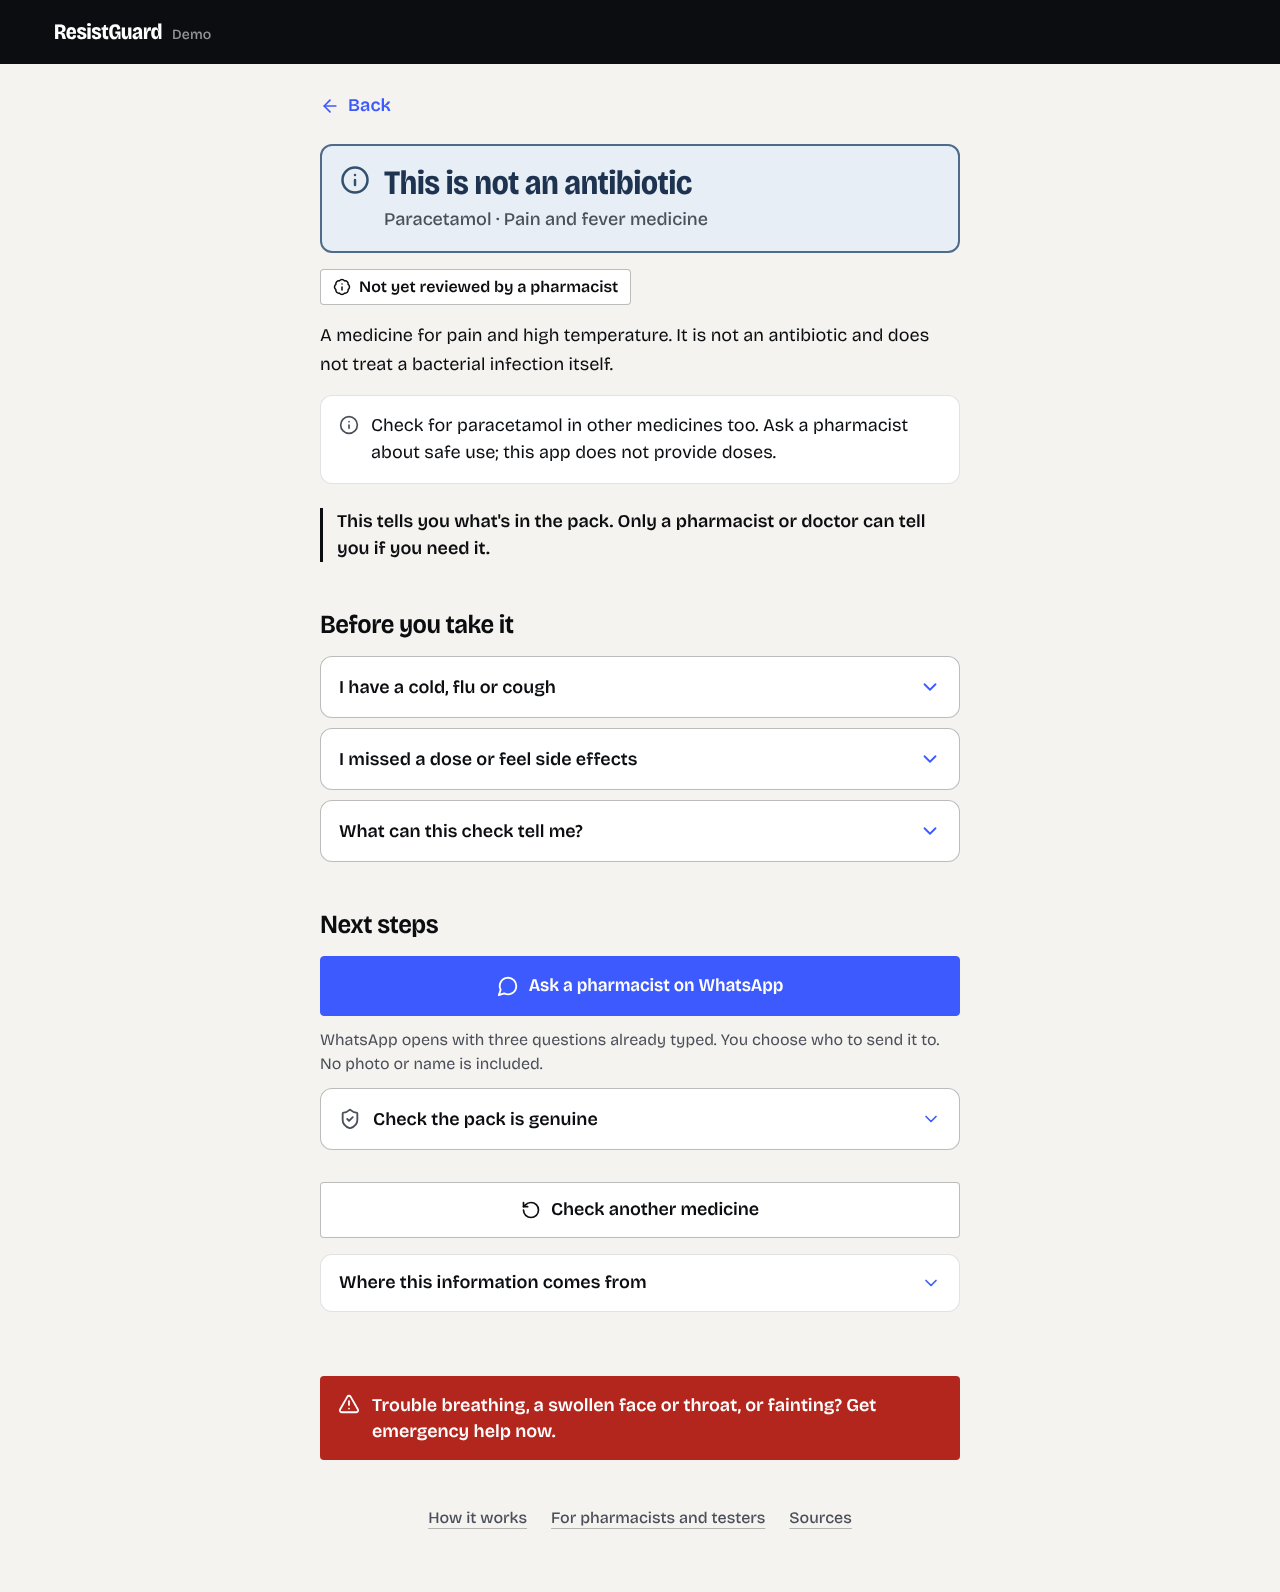 ResistGuard Demo
Back
This is not an antibiotic
Paracetamol · Pain and fever medicine
Not yet reviewed by a pharmacist
A medicine for pain and high temperature. It is not an antibiotic and does
not treat a bacterial infection itself.
Check for paracetamol in other medicines too. Ask a pharmacist
about safe use; this app does not provide doses.
This tells you what's in the pack. Only a pharmacist or doctor can tell
you if you need it.
Before you take it
I have a cold, flu or cough
I missed a dose or feel side effects
What can this check tell me?
Next steps
Ask a pharmacist on WhatsApp
WhatsApp opens with three questions already typed. You choose who to send it to.
No photo or name is included.
Check the pack is genuine
Check another medicine
Where this information comes from
Trouble breathing, a swollen face or throat, or fainting? Get
emergency help now.
How it works For pharmacists and testers Sources